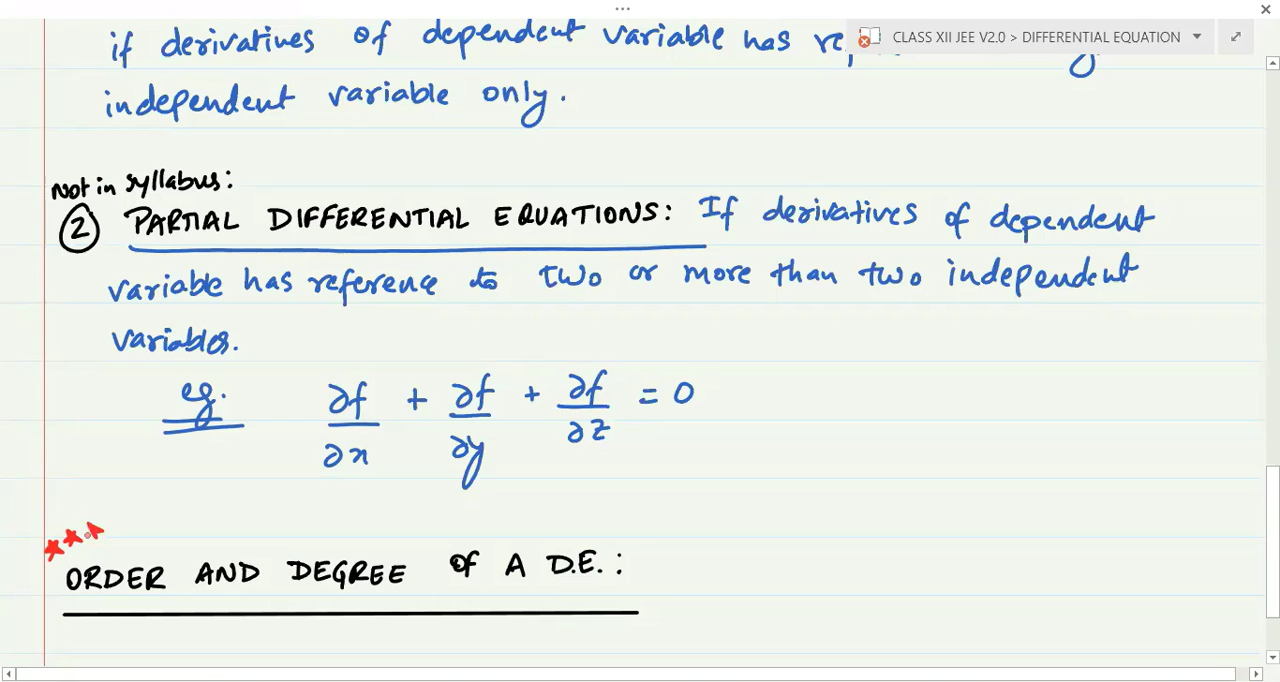 if derivatives of dependent variable has
CLASS XII JEE V2.0 > DIFFERENTIAL EQUATION
independent variable only.
Not in syllabus:
② PARTIAL DIFFERENTIAL EQUATIONS: If derivatives of dependent
variable has reference to two or more than two independent
variables.
eg. ∂f/∂x + ∂f/∂y + ∂f/∂z = 0
ORDER AND DEGREE Of A D.E. :